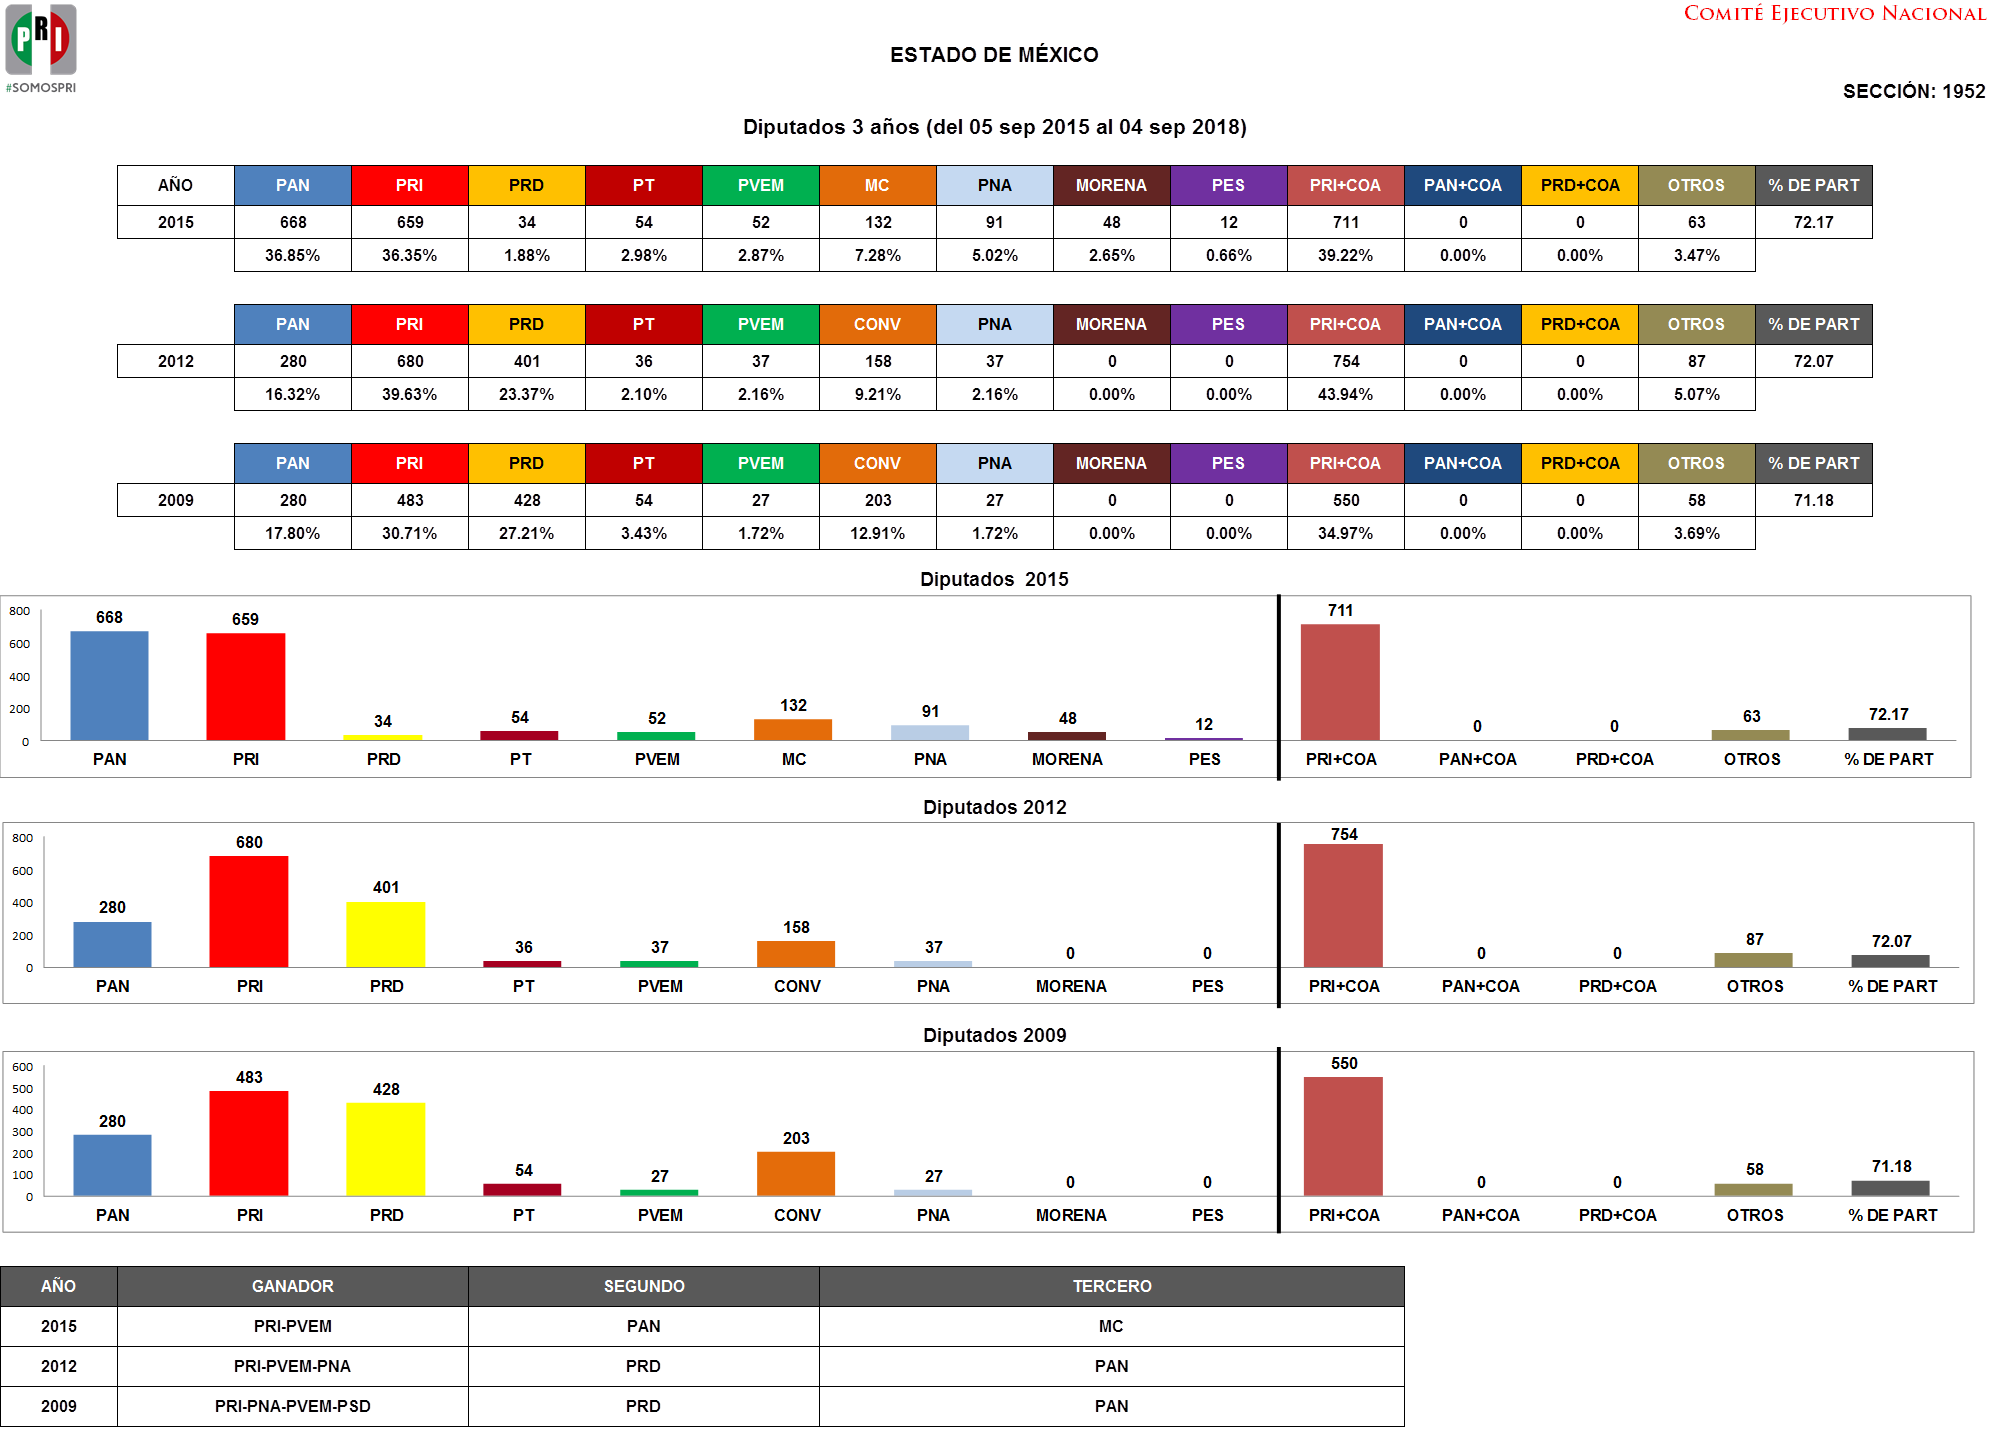 PRI
#SOMOSPRI
COMITÉ EJECUTIVO NACIONAL
ESTADO DE MÉXICO
SECCIÓN: 1952
Diputados 3 años (del 05 sep 2015 al 04 sep 2018)
AÑO PAN PRI PRD PT PVEM MC PNA MORENA PES PRI+COA PAN+COA PRD+COA OTROS % DE PART
2015 668 659 34 54 52 132 91 48 12 711 0 0 63 72.17
36.85% 36.35% 1.88% 2.98% 2.87% 7.28% 5.02% 2.65% 0.66% 39.22% 0.00% 0.00% 3.47%
PAN PRI PRD PT PVEM CONV PNA MORENA PES PRI+COA PAN+COA PRD+COA OTROS % DE PART
2012 280 680 401 36 37 158 37 0 0 754 0 0 87 72.07
16.32% 39.63% 23.37% 2.10% 2.16% 9.21% 2.16% 0.00% 0.00% 43.94% 0.00% 0.00% 5.07%
PAN PRI PRD PT PVEM CONV PNA MORENA PES PRI+COA PAN+COA PRD+COA OTROS % DE PART
2009 280 483 428 54 27 203 27 0 0 550 0 0 58 71.18
17.80% 30.71% 27.21% 3.43% 1.72% 12.91% 1.72% 0.00% 0.00% 34.97% 0.00% 0.00% 3.69%
Diputados 2015
800
600
400
200
0
668 659 34 54 52 132 91 48 12 711 0 0 63 72.17
PAN PRI PRD PT PVEM MC PNA MORENA PES PRI+COA PAN+COA PRD+COA OTROS % DE PART
Diputados 2012
800
600
400
200
0
280 680 401 36 37 158 37 0 0 754 0 0 87 72.07
PAN PRI PRD PT PVEM CONV PNA MORENA PES PRI+COA PAN+COA PRD+COA OTROS % DE PART
Diputados 2009
600
500
400
300
200
100
0
280 483 428 54 27 203 27 0 0 550 0 0 58 71.18
PAN PRI PRD PT PVEM CONV PNA MORENA PES PRI+COA PAN+COA PRD+COA OTROS % DE PART
AÑO GANADOR SEGUNDO TERCERO
2015 PRI-PVEM PAN MC
2012 PRI-PVEM-PNA PRD PAN
2009 PRI-PNA-PVEM-PSD PRD PAN